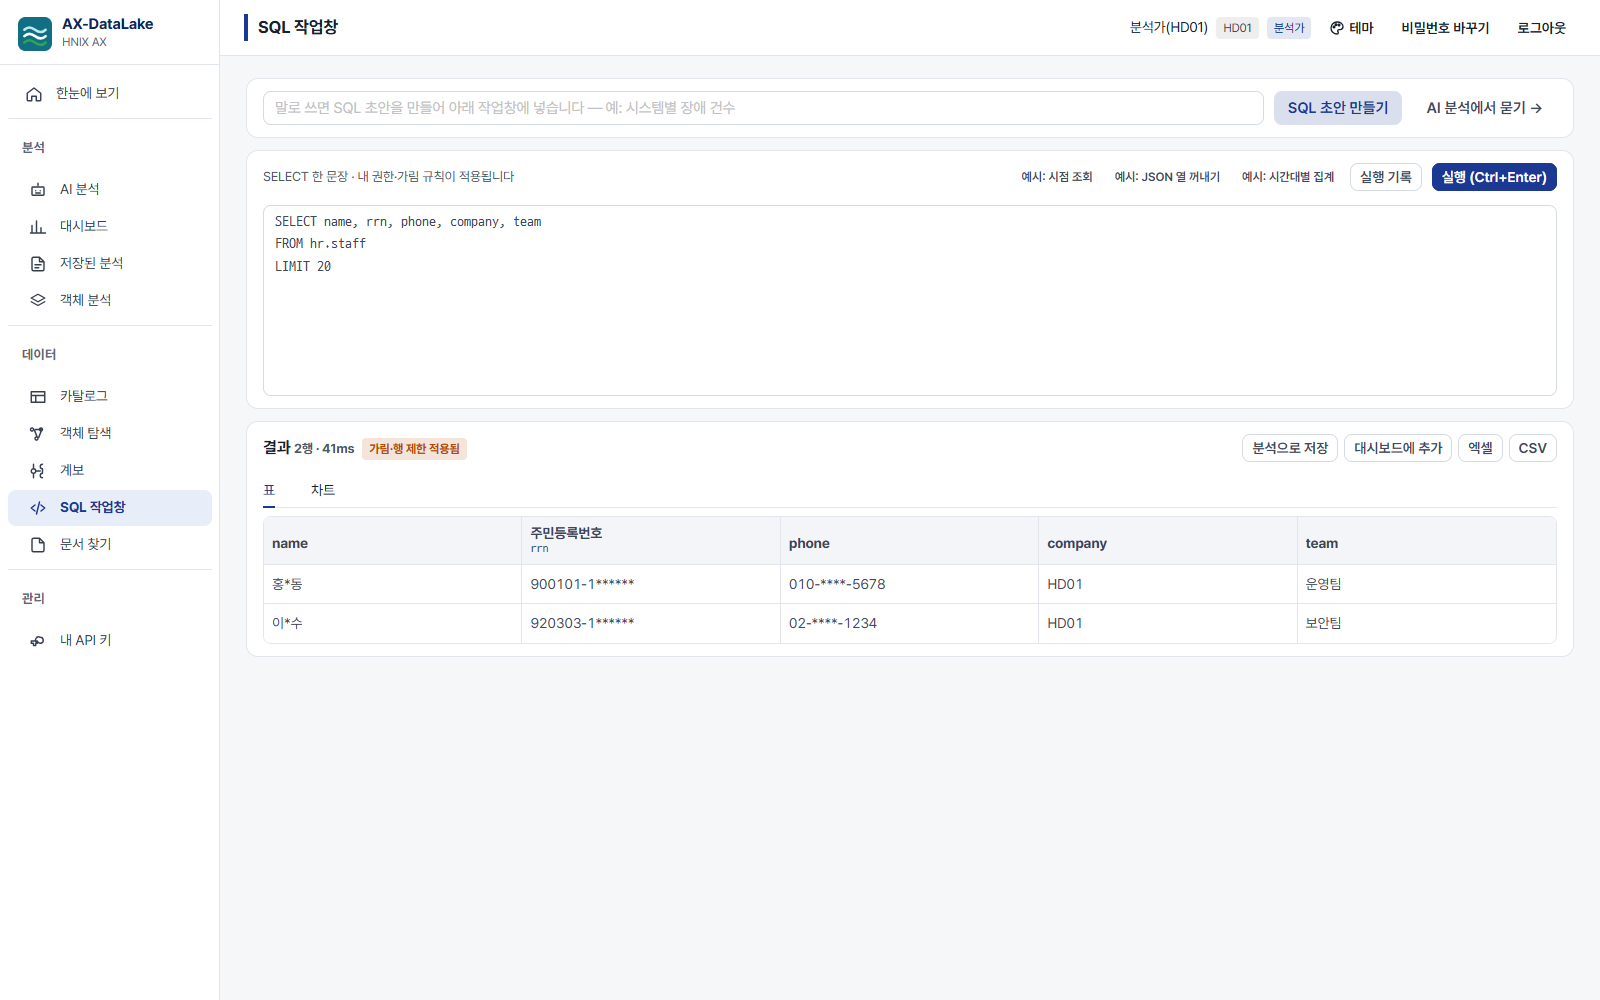 AX-DataLake
HNIX AX
한눈에 보기
분석
AI 분석
대시보드
저장된 분석
객체 분석
데이터
카탈로그
객체 탐색
계보
SQL 작업창
문서 찾기
관리
내 API 키
SQL 작업창
분석가(HD01) HD01 분석가 테마 비밀번호 바꾸기 로그아웃
말로 쓰면 SQL 초안을 만들어 아래 작업창에 넣습니다 — 예: 시스템별 장애 건수 SQL 초안 만들기 AI 분석에서 묻기 →
SELECT 한 문장 · 내 권한·가림 규칙이 적용됩니다 예시: 시점 조회 예시: JSON 열 꺼내기 예시: 시간대별 집계 실행 기록 실행 (Ctrl+Enter)
SELECT name, rrn, phone, company, team
FROM hr.staff
LIMIT 20
결과 2행 · 41ms 가림·행 제한 적용됨 분석으로 저장 대시보드에 추가 엑셀 CSV
표 차트
name 주민등록번호 phone company team
rrn
홍*동 900101-1****** 010-****-5678 HD01 운영팀
이*수 920303-1****** 02-****-1234 HD01 보안팀